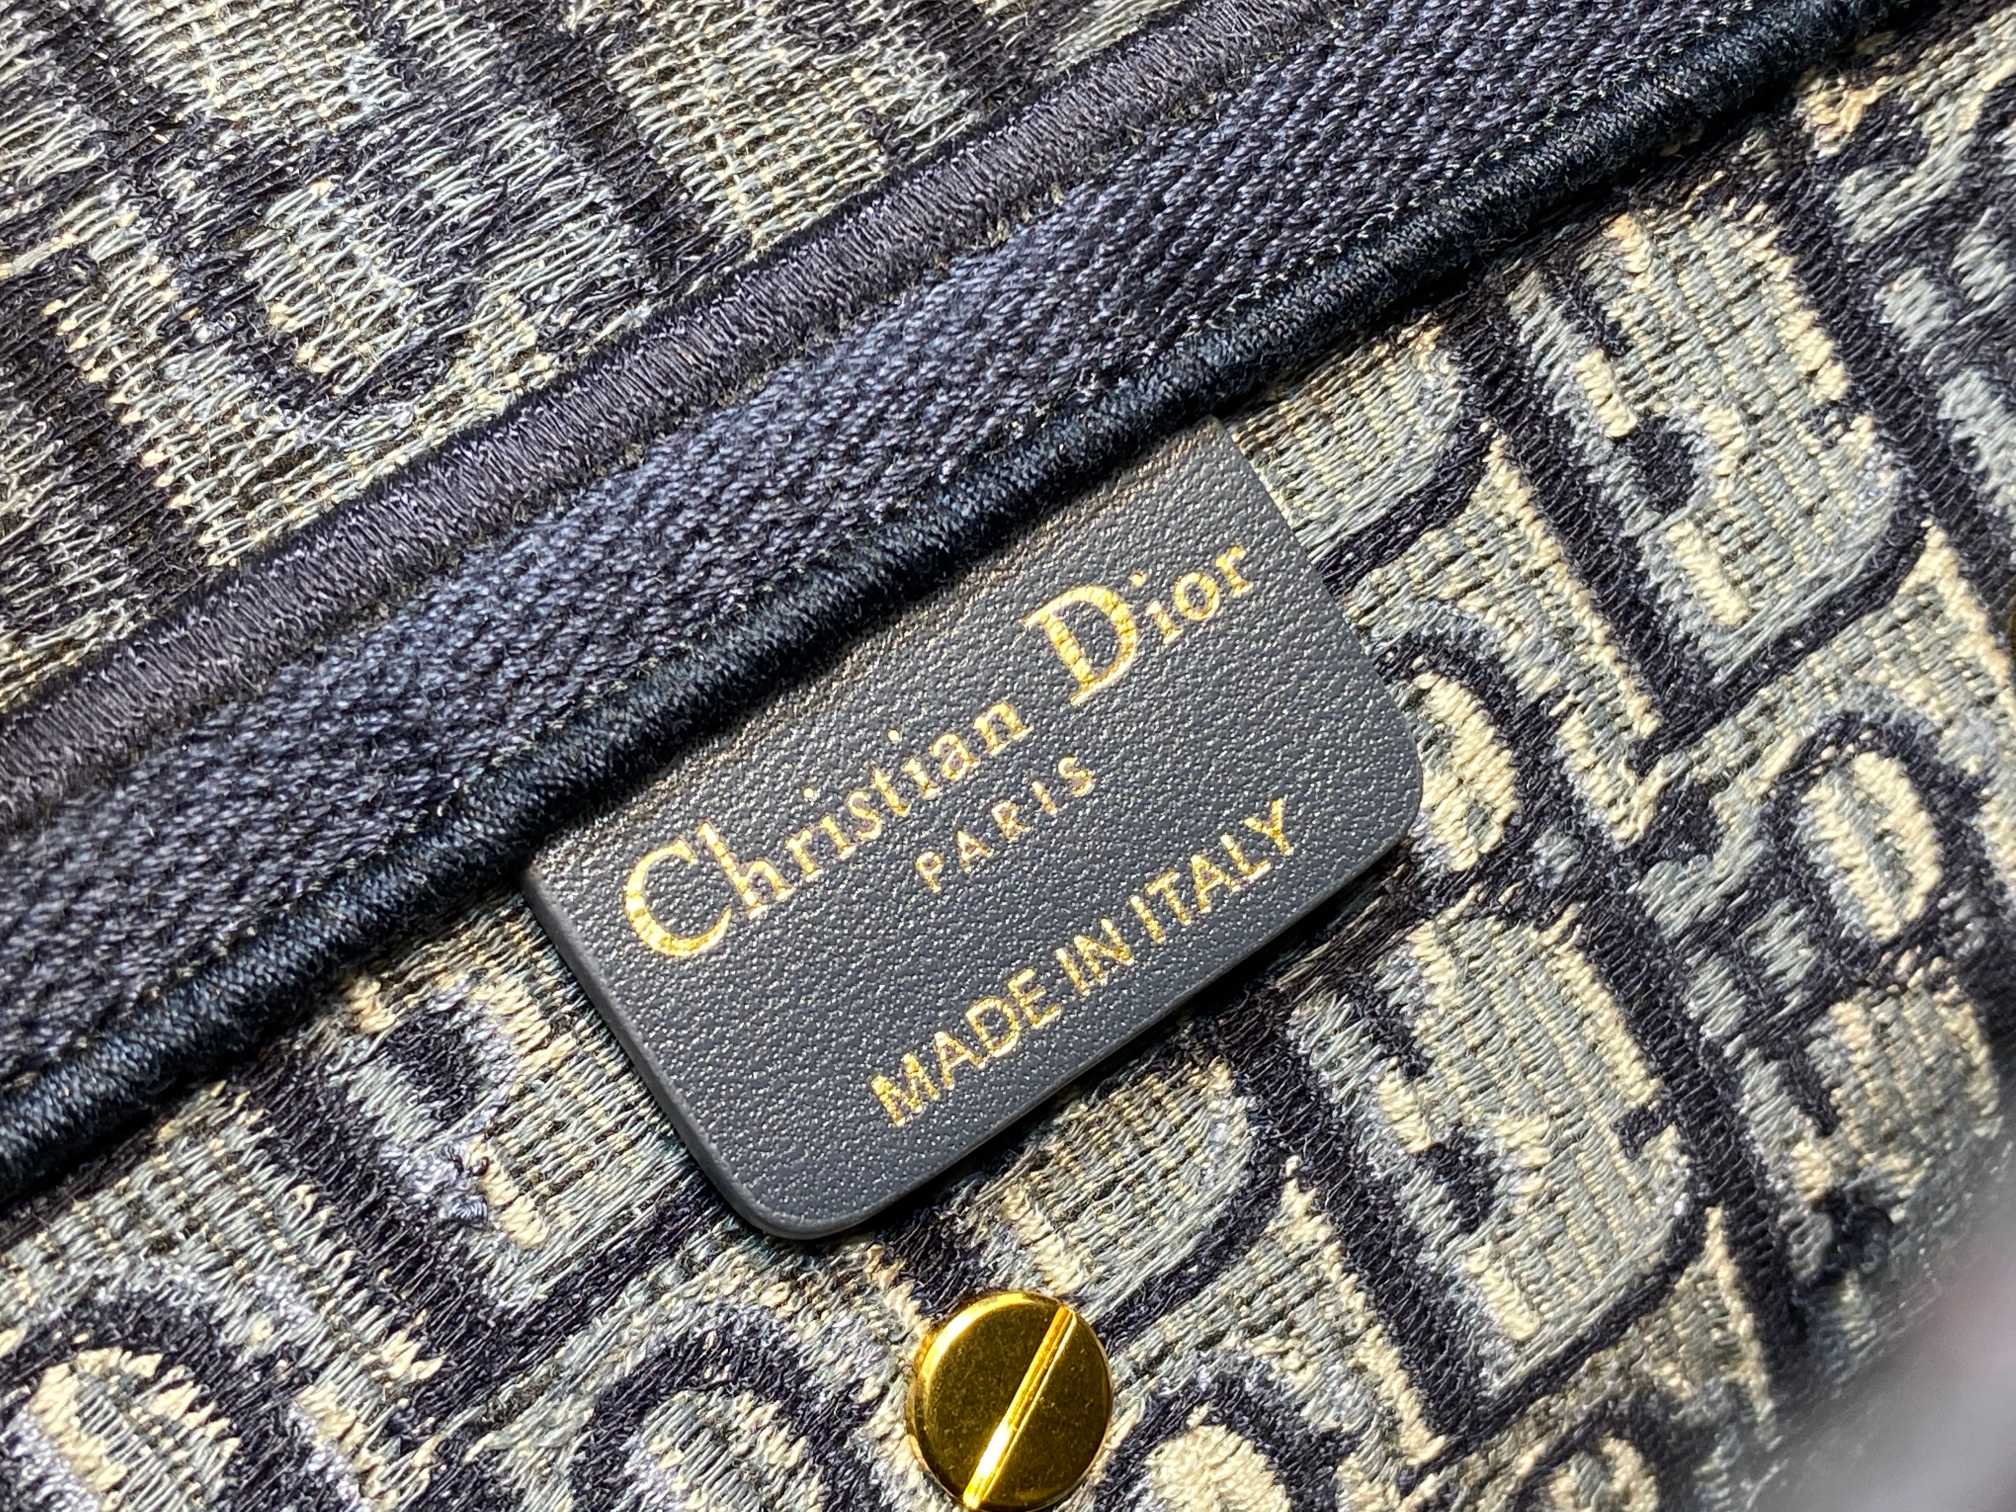 Christian Dior
PARIS
MADE IN ITALY